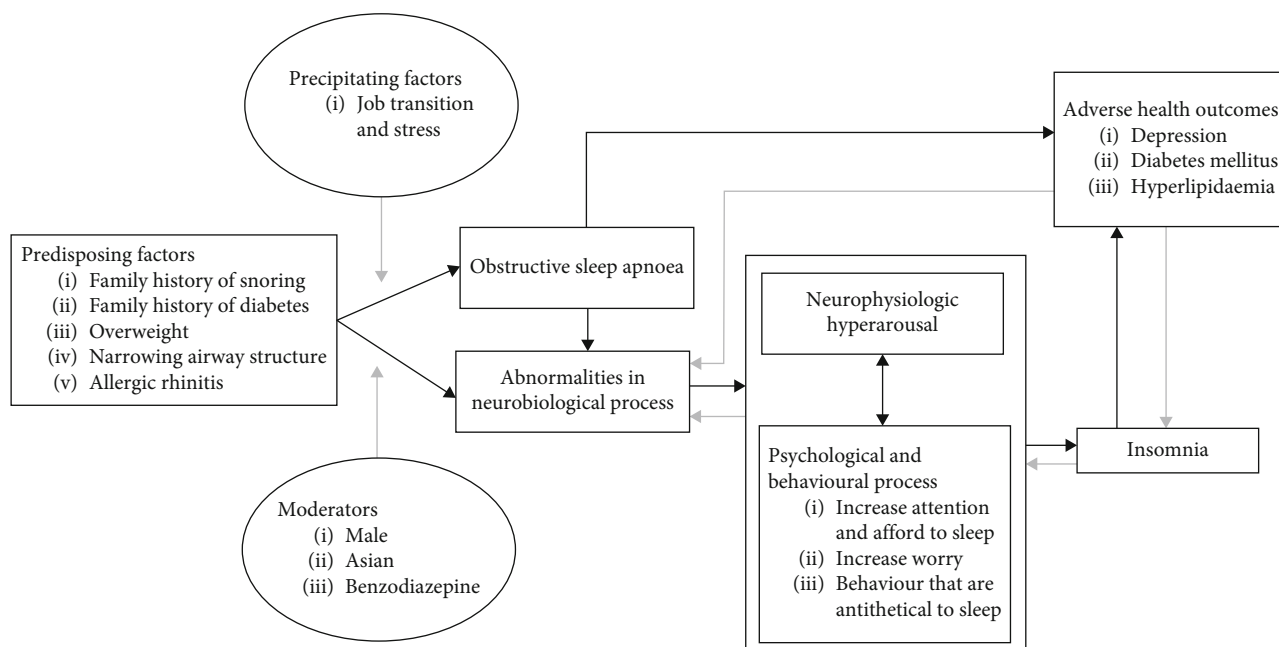 Precipitating factors
(i) Job transition
and stress
Adverse health outcomes
(i) Depression
(ii) Diabetes mellitus
(iii) Hyperlipidaemia
Predisposing factors
(i) Family history of snoring
(ii) Family history of diabetes
(iii) Overweight
(iv) Narrowing airway structure
(v) Allergic rhinitis
Obstructive sleep apnoea
Abnormalities in
neurobiological process
Neurophysiologic
hyperarousal
Psychological and
behavioural process
(i) Increase attention
and afford to sleep
(ii) Increase worry
(iii) Behaviour that are
antithetical to sleep
Insomnia
Moderators
(i) Male
(ii) Asian
(iii) Benzodiazepine